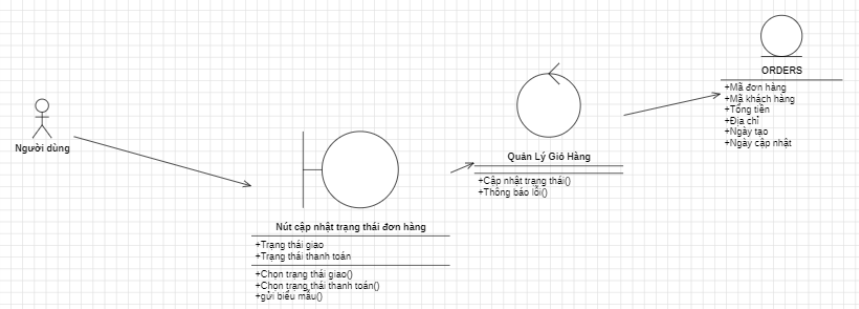 Người dùng
Nút cập nhật trạng thái đơn hàng
+Trạng thái giao
+Trạng thái thanh toán
+Chọn trạng thái giao()
+Chọn trạng thái thanh toán()
+gửi biểu mẫu()
Quản Lý Giỏ Hàng
+Cập nhật trạng thái()
+Thông báo lỗi()
ORDERS
+Mã đơn hàng
+Mã khách hàng
+Tổng tiền
+Địa chỉ
+Ngày tạo
+Ngày cập nhật